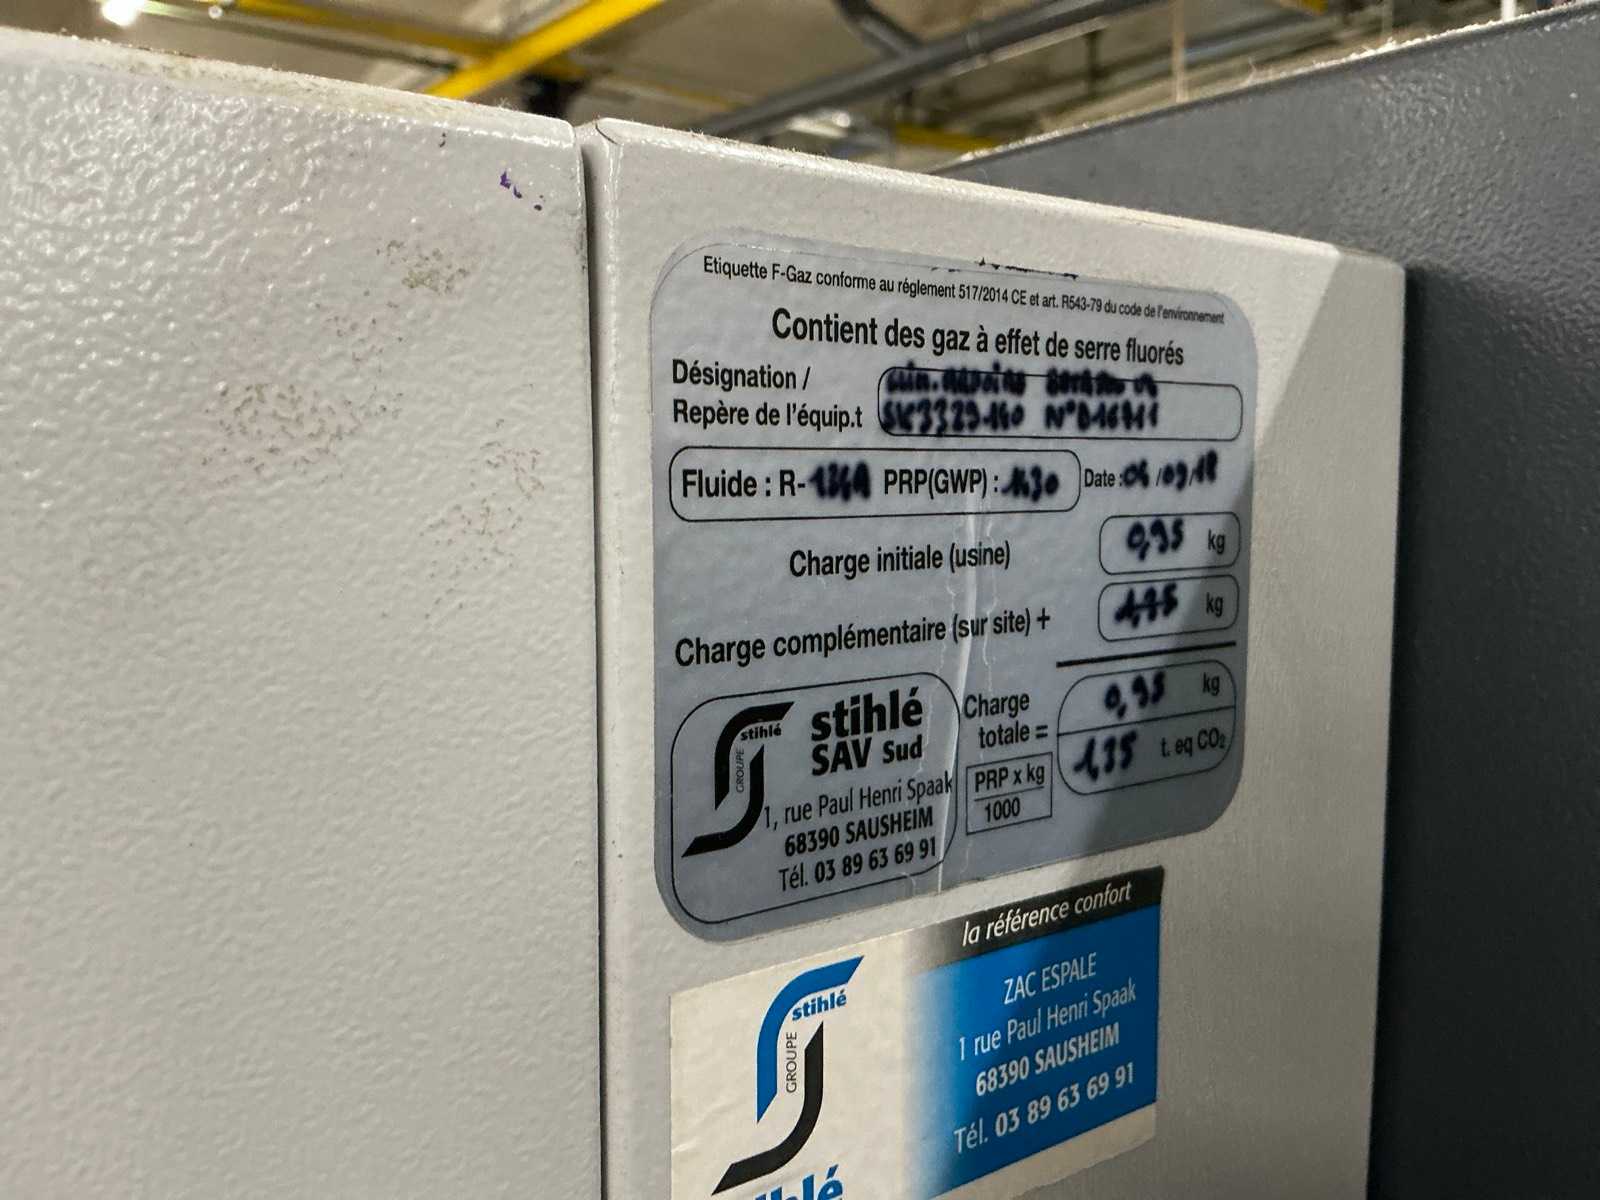 Etiquette F-Gaz conforme au réglement 517/2014 CE et art. R543-79 du code de l'environnement
Contient des gaz à effet de serre fluorés
Désignation /
Repère de l'équip.t
SK3329140 N°
Fluide : R-134A PRP(GWP) : 1430 Date : /09/18
Charge initiale (usine) 0,95 kg
Charge complémentaire (sur site) + kg
Charge totale = 0,95 kg
PRP x kg
1000
1,35 t. eq CO₂
stihlé
GROUPE
stihlé
SAV Sud
1, rue Paul Henri Spaak
68390 SAUSHEIM
Tél. 03 89 63 69 91
la référence confort
stihlé
GROUPE
ZAC ESPALE
1 rue Paul Henri Spaak
68390 SAUSHEIM
Tél. 03 89 63 69 91